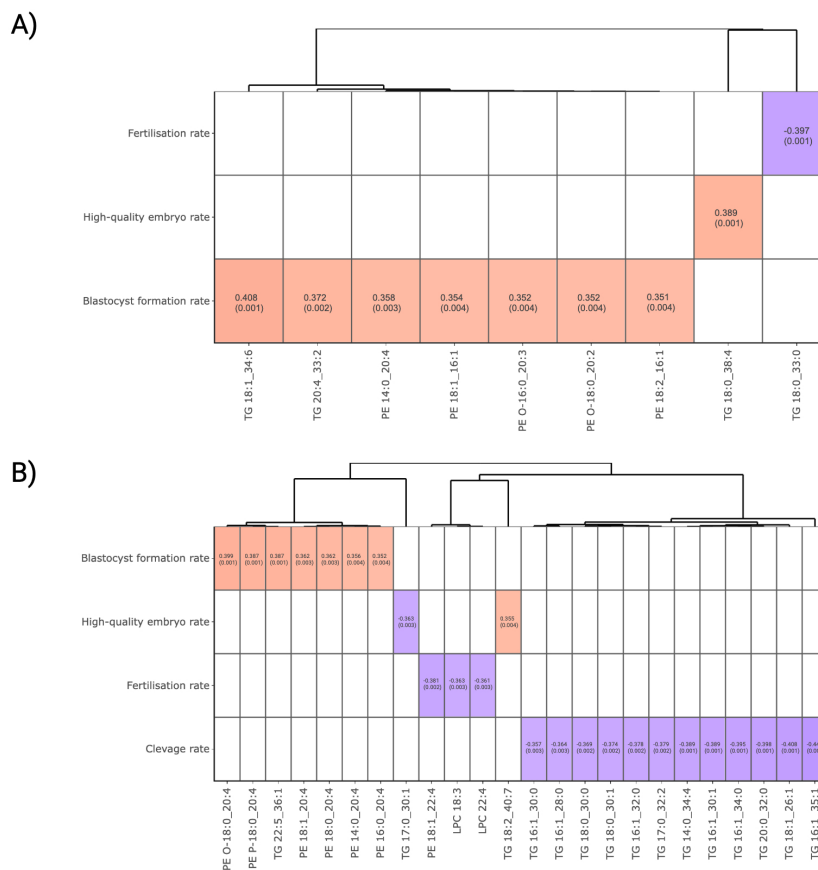 A)
Fertilisation rate
-0.397
(0.001)
High-quality embryo rate
0.389
(0.001)
Blastocyst formation rate
0.408 0.372 0.358 0.354 0.352 0.352 0.351
(0.001) (0.002) (0.003) (0.004) (0.004) (0.004) (0.004)
TG 18:1_34:6
TG 20:4_33:2
PE 14:0_20:4
PE 18:1_16:1
PE O-16:0_20:3
PE O-18:0_20:2
PE 18:2_16:1
TG 18:0_38:4
TG 18:0_33:0
B)
Blastocyst formation rate
0.399 0.387 0.387 0.362 0.362 0.356 0.352
(0.001) (0.001) (0.001) (0.003) (0.003) (0.004) (0.004)
High-quality embryo rate
-0.363 0.355
(0.003) (0.004)
Fertilisation rate
-0.381 -0.363 -0.361
(0.002) (0.003) (0.003)
Clevage rate
-0.357 -0.364 -0.369 -0.374 -0.378 -0.379 -0.389 -0.389 -0.395 -0.398 -0.408
(0.003) (0.003) (0.002) (0.002) (0.002) (0.002) (0.001) (0.001) (0.001) (0.001) (0.001)
PE O-18:0_20:4
PE P-18:0_20:4
TG 22:5_36:1
PE 18:1_20:4
PE 18:0_20:4
PE 14:0_20:4
PE 16:0_20:4
TG 17:0_30:1
PE 18:1_22:4
LPC 18:3
LPC 22:4
TG 18:2_40:7
TG 16:1_30:0
TG 16:1_28:0
TG 18:0_30:0
TG 18:0_30:1
TG 16:1_32:0
TG 17:0_32:2
TG 14:0_34:4
TG 16:1_30:1
TG 16:1_34:0
TG 20:0_32:0
TG 18:1_26:1
TG 16:1_35:1